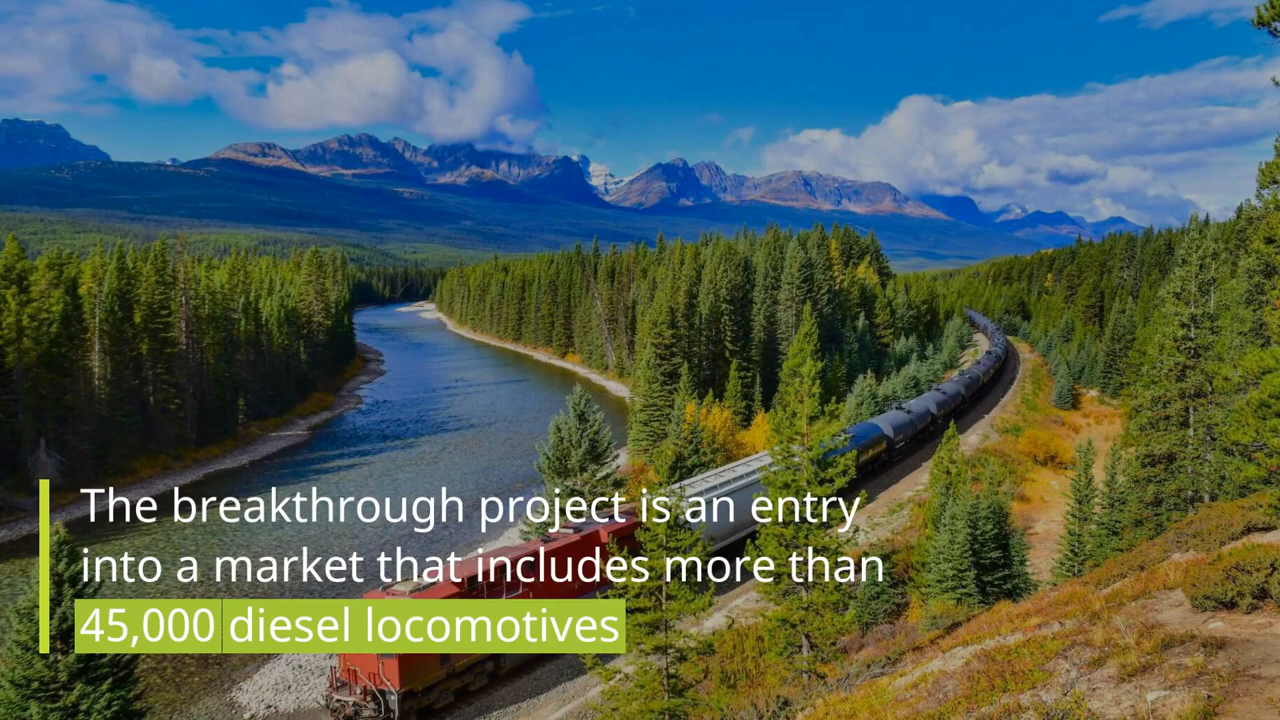 The breakthrough project is an entry
into a market that includes more than
45,000 diesel locomotives